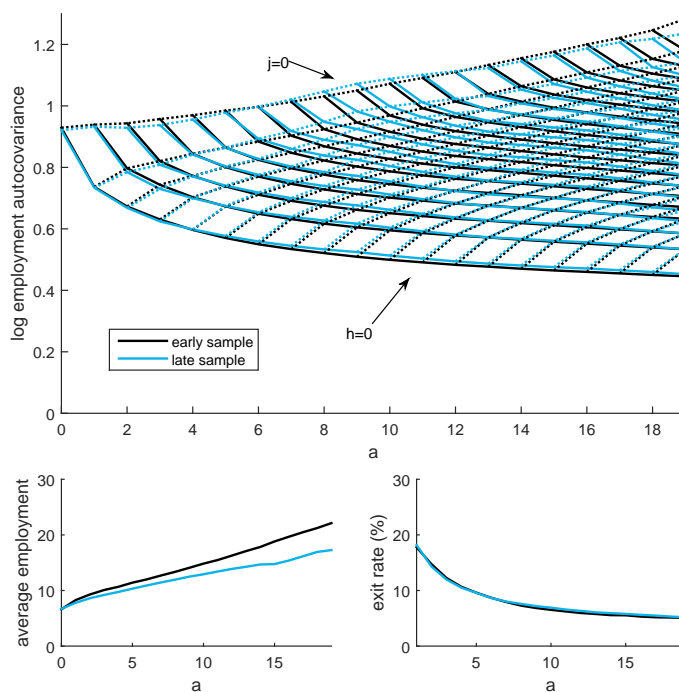 log employment autocovariance
1.2
1
0.8
0.6
0.4
0.2
0
j=0
h=0
early sample
late sample
0 2 4 6 8 10 12 14 16 18
a
average employment
30
20
10
0
0 5 10 15
a
exit rate (%)
30
20
10
0
5 10 15
a